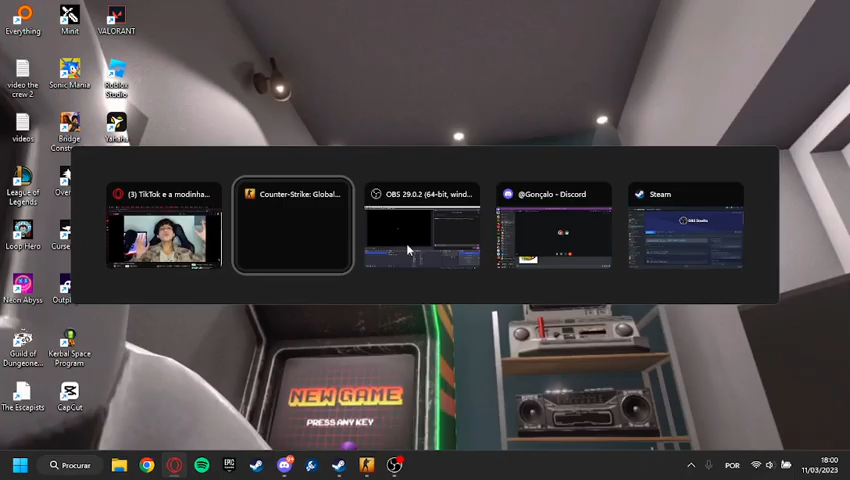 Everything
Minit
VALORANT
video the
crew 2
Sonic Mania
Roblox
Studio
videos
Bridge
Construc...
League of
Legends
Loop Hero
Curse
Neon Abyss
Guild of
Dungeone...
Kerbal Space
Program
The Escapists
CapCut
(3) TikTok e a modinha...
Counter-Strike: Global...
OBS 29.0.2 (64-bit, wind...
@Gonçalo - Discord
Steam
NEW GAME
PRESS ANY KEY
Procurar
EPIC
POR
18:00
11/03/2023